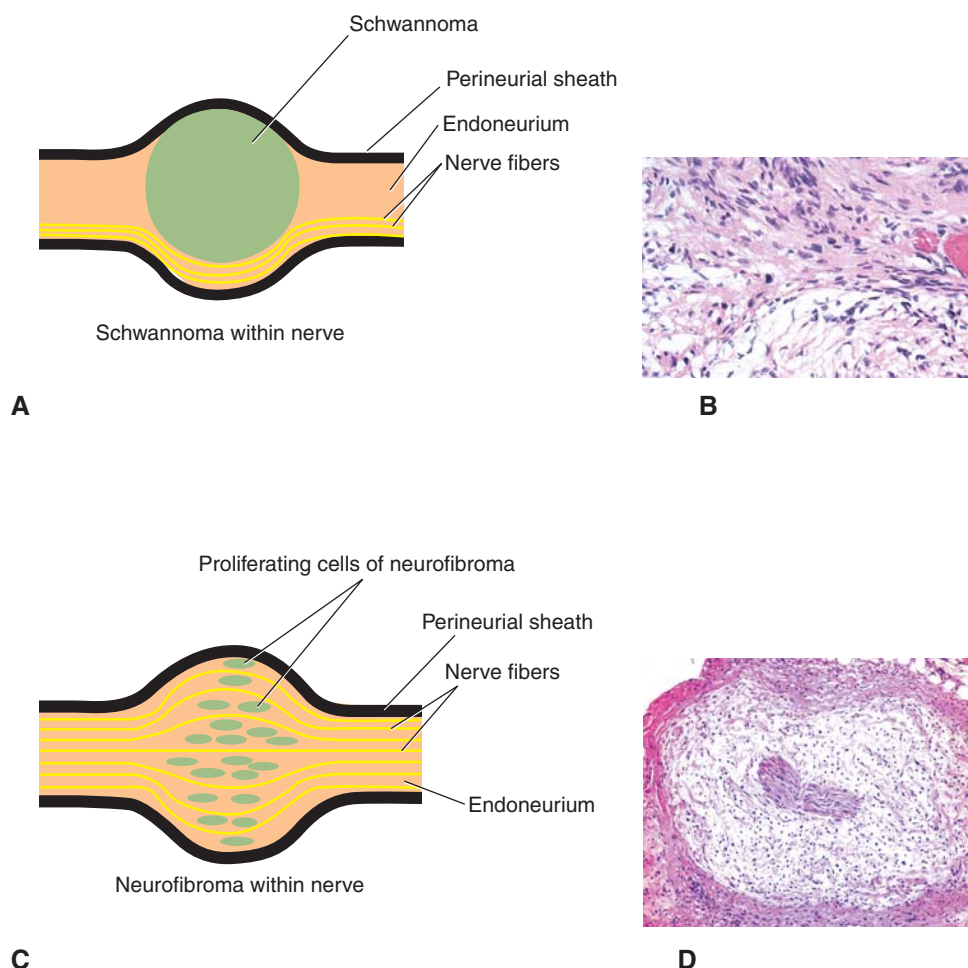 Schwannoma
Perineurial sheath
Endoneurium
Nerve fibers
Schwannoma within nerve
A
B
Proliferating cells of neurofibroma
Perineurial sheath
Nerve fibers
Endoneurium
Neurofibroma within nerve
C
D